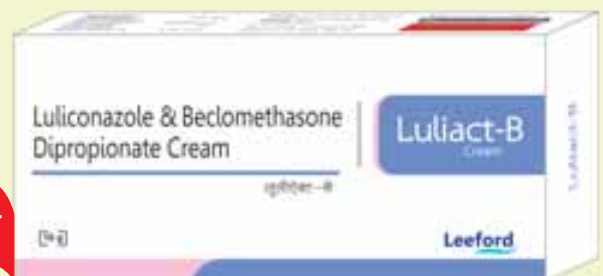 Luliconazole & Beclomethasone
Dipropionate Cream
Luliact-B
Cream
Leeford